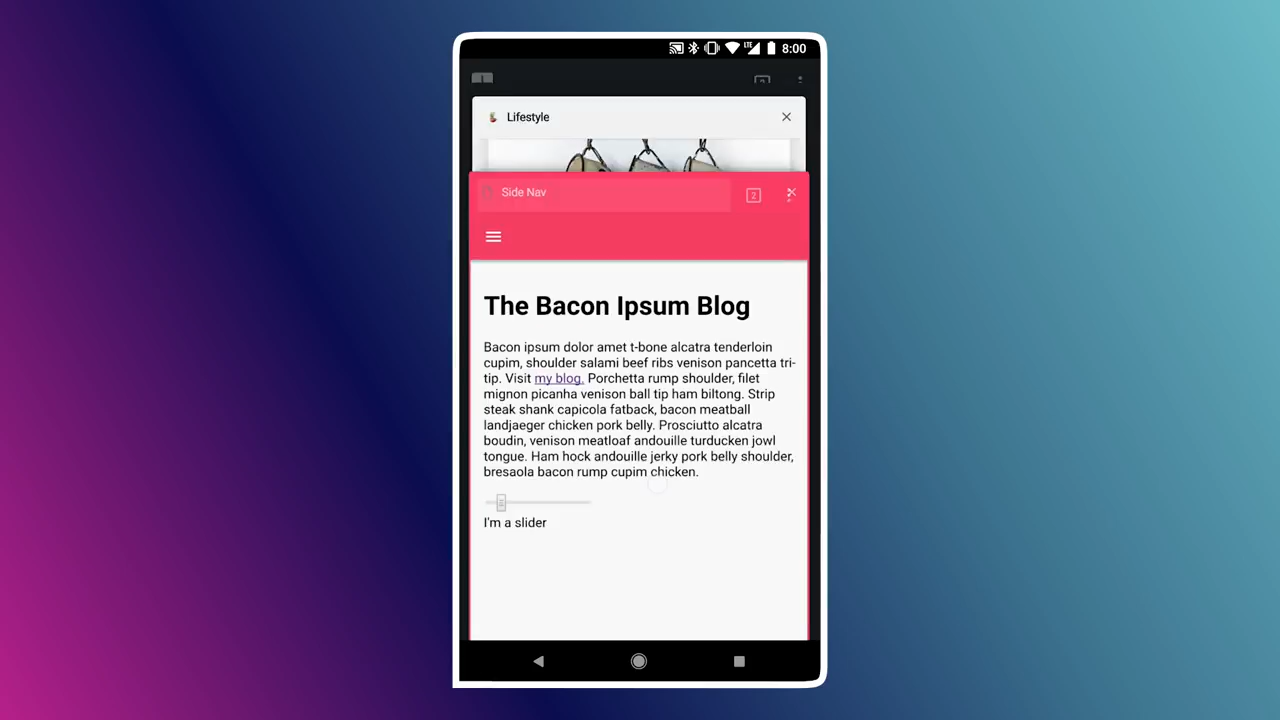 LTE 8:00
Lifestyle
Side Nav
2
The Bacon Ipsum Blog
Bacon ipsum dolor amet t-bone alcatra tenderloin
cupim, shoulder salami beef ribs venison pancetta tri-
tip. Visit my blog. Porchetta rump shoulder, filet
mignon picanha venison ball tip ham biltong. Strip
steak shank capicola fatback, bacon meatball
landjaeger chicken pork belly. Prosciutto alcatra
boudin, venison meatloaf andouille turducken jowl
tongue. Ham hock andouille jerky pork belly shoulder,
bresaola bacon rump cupim chicken.
I'm a slider